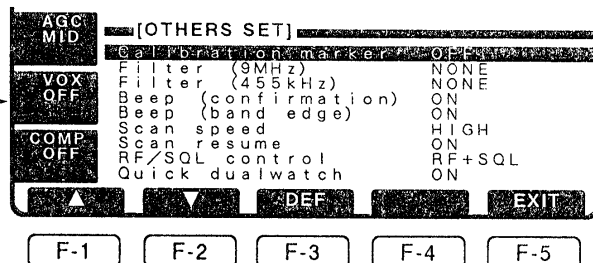 AGC
MID
[OTHERS SET]
Calibration marker OFF
Filter (9MHz) NONE
Filter (455kHz) NONE
VOX
OFF
Beep (confirmation) ON
Beep (band edge) ON
Scan speed HIGH
Scan resume ON
COMP
OFF
RF/SQL control RF+SQL
Quick dualwatch ON
▲ ▼ DEF EXIT
F-1 F-2 F-3 F-4 F-5